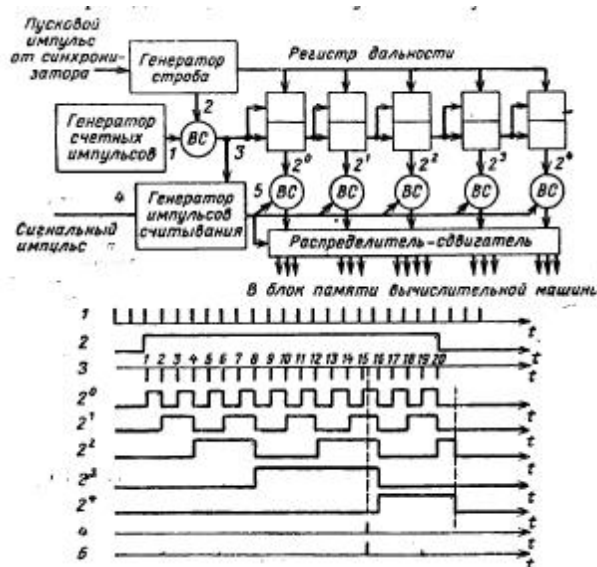 Пусковой
импульс
от синхрони-
затора
Генератор
строба
Регистр дальности
2
Генератор
счетных
импульсов
1
ВС
3
2⁰
2¹
2²
2³
2⁴
4
5
ВС
ВС
ВС
ВС
ВС
Сигнальный
импульс
Генератор
импульсов
считывания
Распределитель-сдвигатель
В блок памяти вычислительной машины
1
t
2
t
1 2 3 4 5 6 7 8 9 10 11 12 13 14 15 16 17 18 19 20
3
t
2⁰
t
2¹
t
2²
t
2³
t
2⁴
t
4
t
5
t